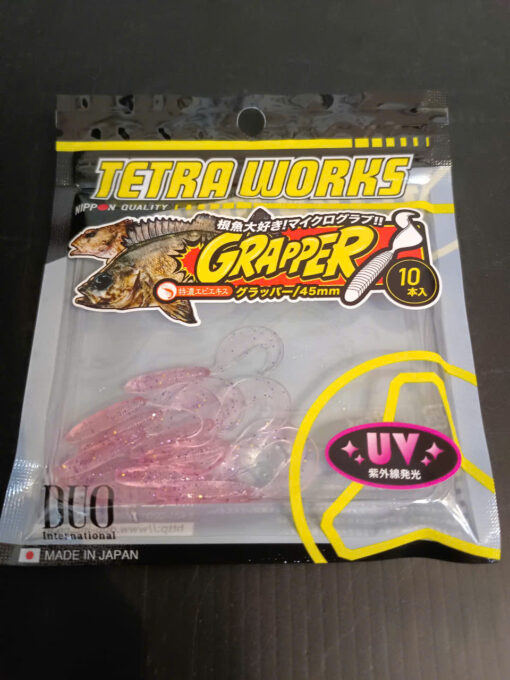 TETRA WORKS
NIPPON QUALITY
根魚大好き!マイクログラブ!!
GRAPPER
特濃エビエキス
グラッパー/45mm
10
本入
UV
紫外線発光
DUO
International
MADE IN JAPAN